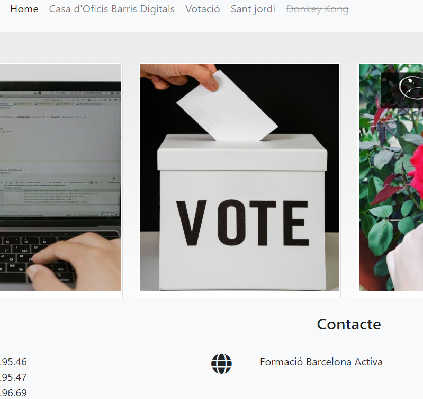 Home Casa d'Oficis Barris Digitals Votació Sant jordi Donkey Kong
VOTE
Contacte
.95.46
.95.47
.96.69
Formació Barcelona Activa